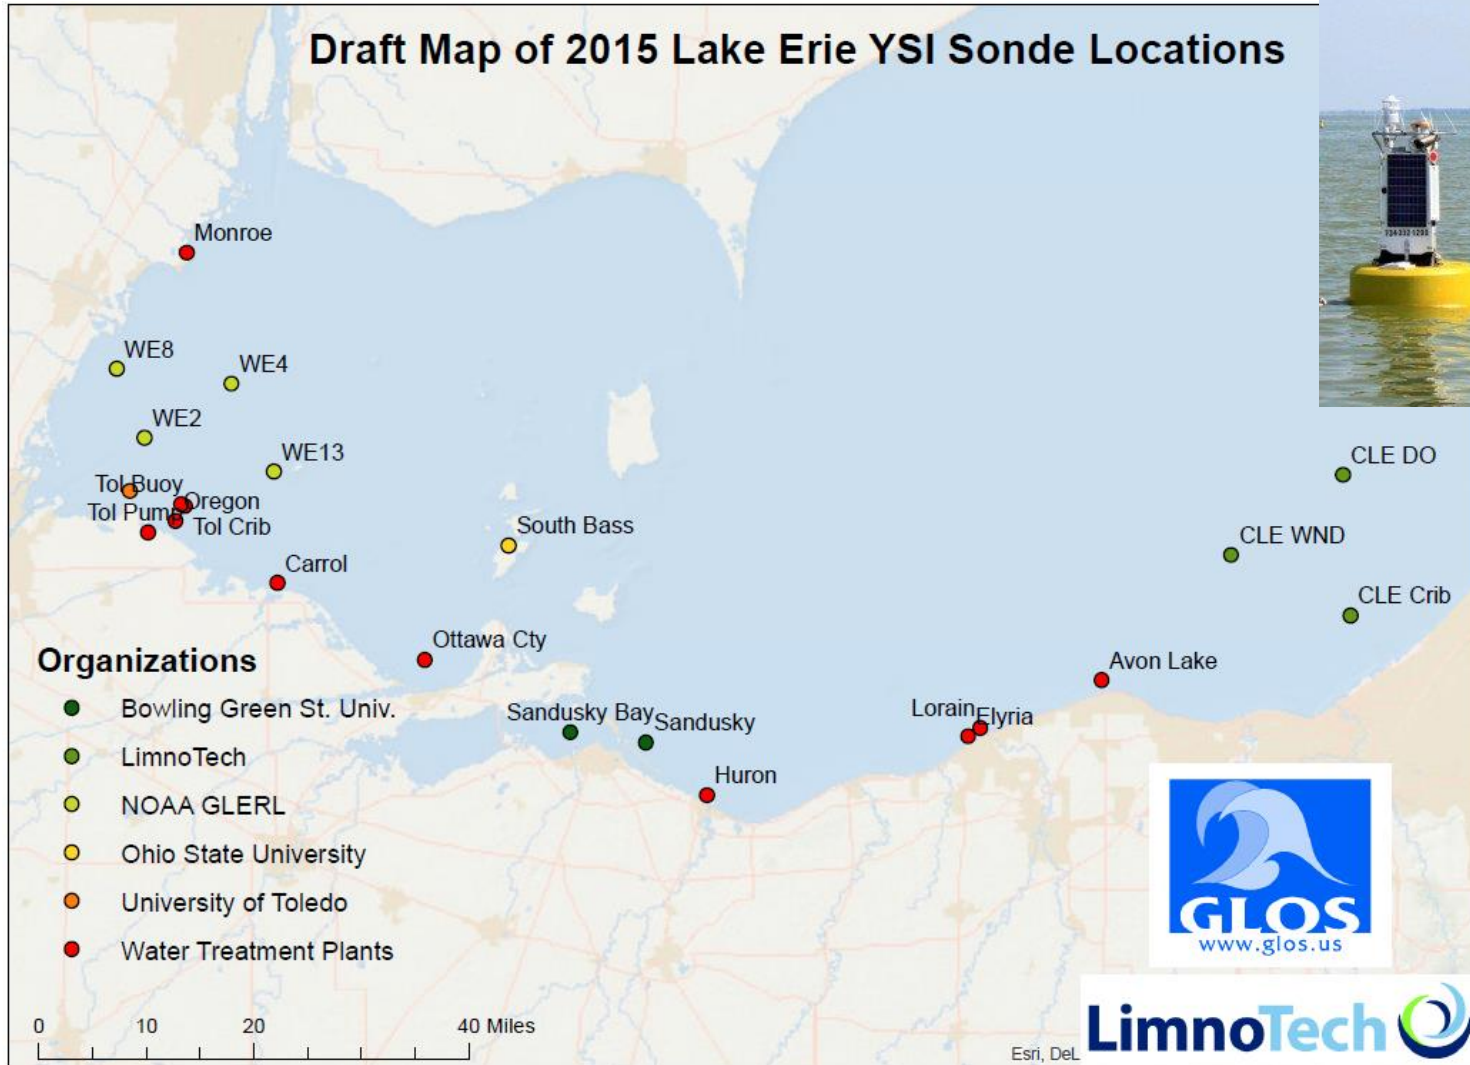 Draft Map of 2015 Lake Erie YSI Sonde Locations
Monroe
WE8
WE4
WE2
WE13
CLE DO
Tol Buoy
Oregon
Tol Pump
Tol Crib
South Bass
CLE WND
Carrol
CLE Crib
Ottawa Cty
Avon Lake
Organizations
Bowling Green St. Univ.
LimnoTech
NOAA GLERL
Ohio State University
University of Toledo
Water Treatment Plants
Sandusky Bay
Sandusky
Lorain
Elyria
Huron
GLOS
www.glos.us
0 10 20 40 Miles
Esri, DeL
LimnoTech